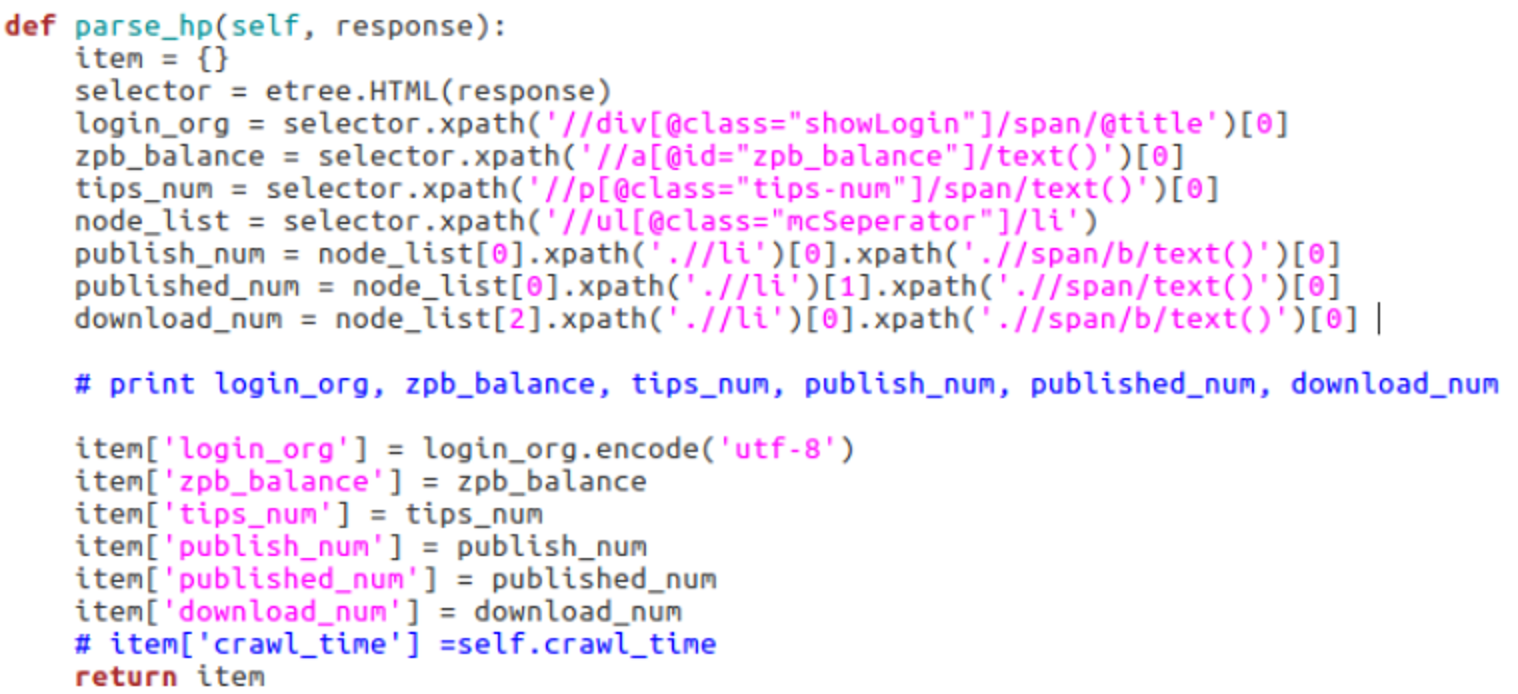 def parse_hp(self, response):
    item = {}
    selector = etree.HTML(response)
    login_org = selector.xpath('//div[@class="showLogin"]/span/@title')[0]
    zpb_balance = selector.xpath('//a[@id="zpb_balance"]/text()')[0]
    tips_num = selector.xpath('//p[@class="tips-num"]/span/text()')[0]
    node_list = selector.xpath('//ul[@class="mcSeperator"]/li')
    publish_num = node_list[0].xpath('.//li')[0].xpath('.//span/b/text()')[0]
    published_num = node_list[0].xpath('.//li')[1].xpath('.//span/text()')[0]
    download_num = node_list[2].xpath('.//li')[0].xpath('.//span/b/text()')[0]
    # print login_org, zpb_balance, tips_num, publish_num, published_num, download_num
    item['login_org'] = login_org.encode('utf-8')
    item['zpb_balance'] = zpb_balance
    item['tips_num'] = tips_num
    item['publish_num'] = publish_num
    item['published_num'] = published_num
    item['download_num'] = download_num
    # item['crawl_time'] =self.crawl_time
    return item